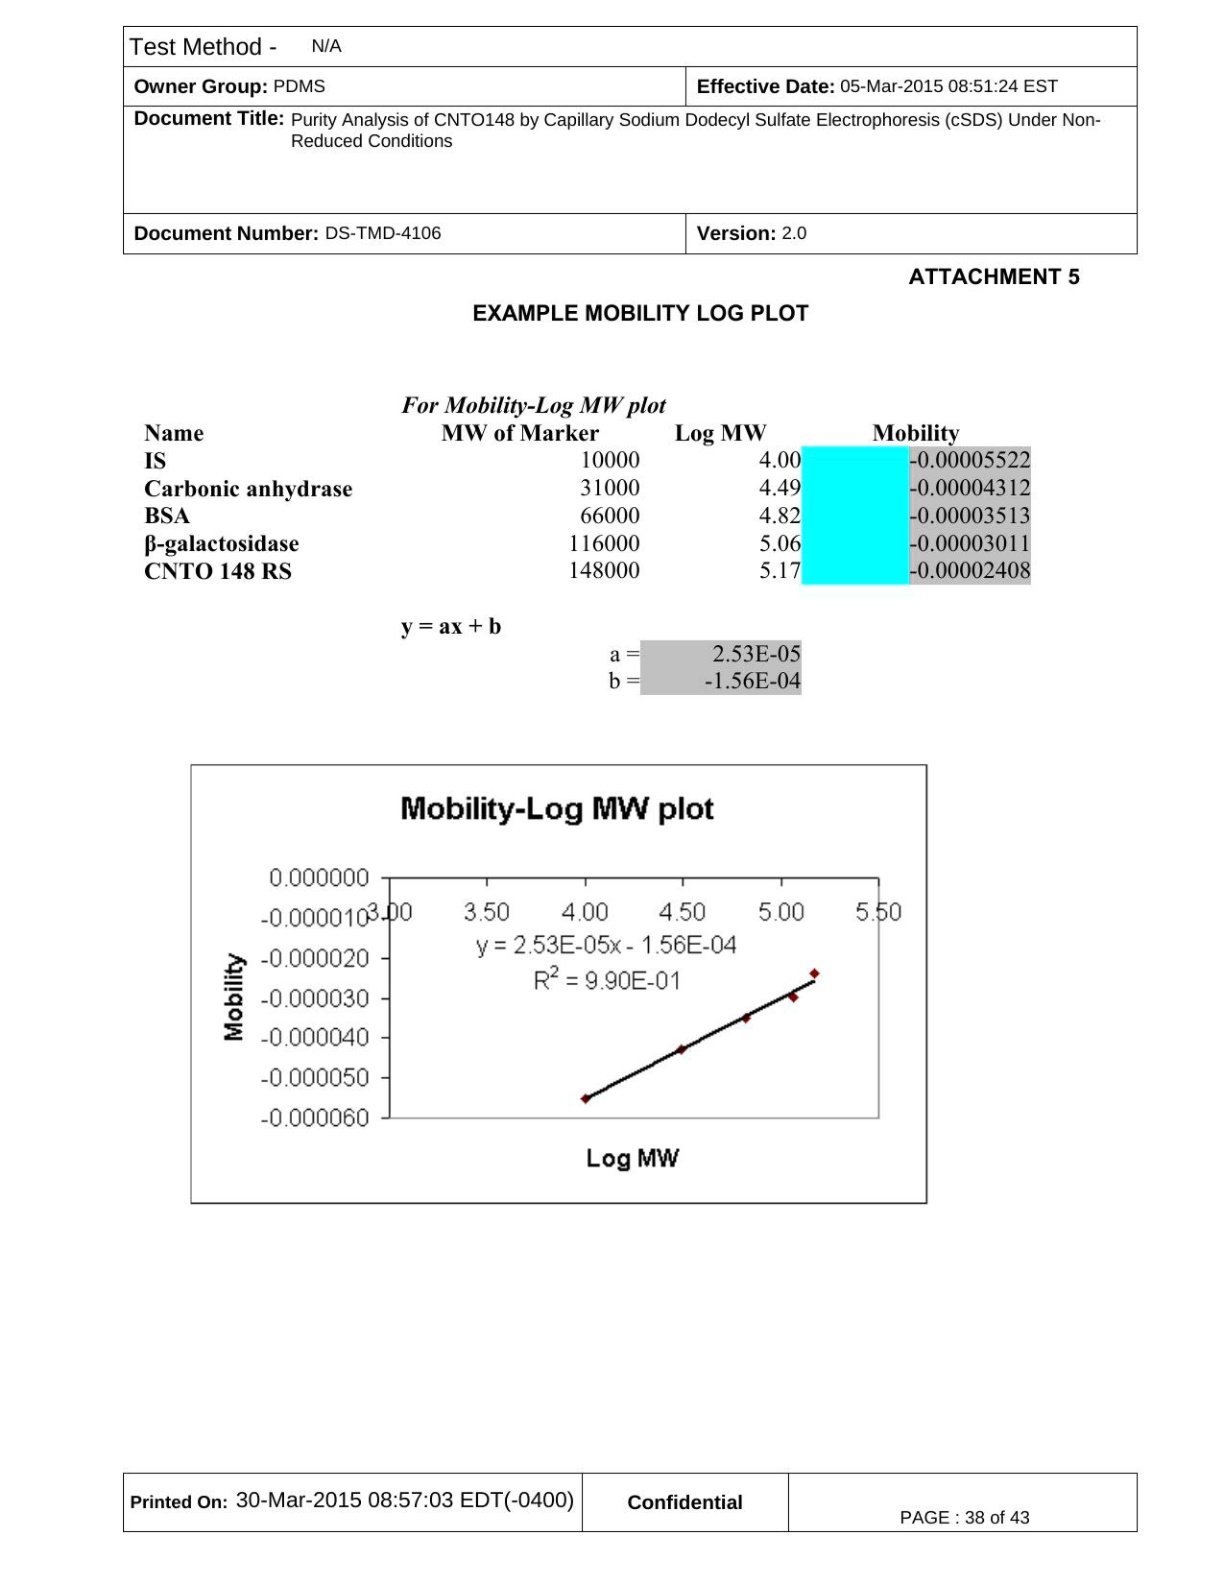 Test Method - N/A
Owner Group: PDMS Effective Date: 05-Mar-2015 08:51:24 EST
Document Title: Purity Analysis of CNTO148 by Capillary Sodium Dodecyl Sulfate Electrophoresis (cSDS) Under Non-
Reduced Conditions
Document Number: DS-TMD-4106 Version: 2.0
ATTACHMENT 5
EXAMPLE MOBILITY LOG PLOT
For Mobility-Log MW plot
Name MW of Marker Log MW Mobility
IS 10000 4.00 -0.00005522
Carbonic anhydrase 31000 4.49 -0.00004312
BSA 66000 4.82 -0.00003513
β-galactosidase 116000 5.06 -0.00003011
CNTO 148 RS 148000 5.17 -0.00002408
y = ax + b
a = 2.53E-05
b = -1.56E-04
Mobility-Log MW plot
0.000000
-0.000010
-0.000020
-0.000030
-0.000040
-0.000050
-0.000060
3.00 3.50 4.00 4.50 5.00 5.50
y = 2.53E-05x - 1.56E-04
R² = 9.90E-01
Mobility
Log MW
Printed On: 30-Mar-2015 08:57:03 EDT(-0400) Confidential PAGE : 38 of 43